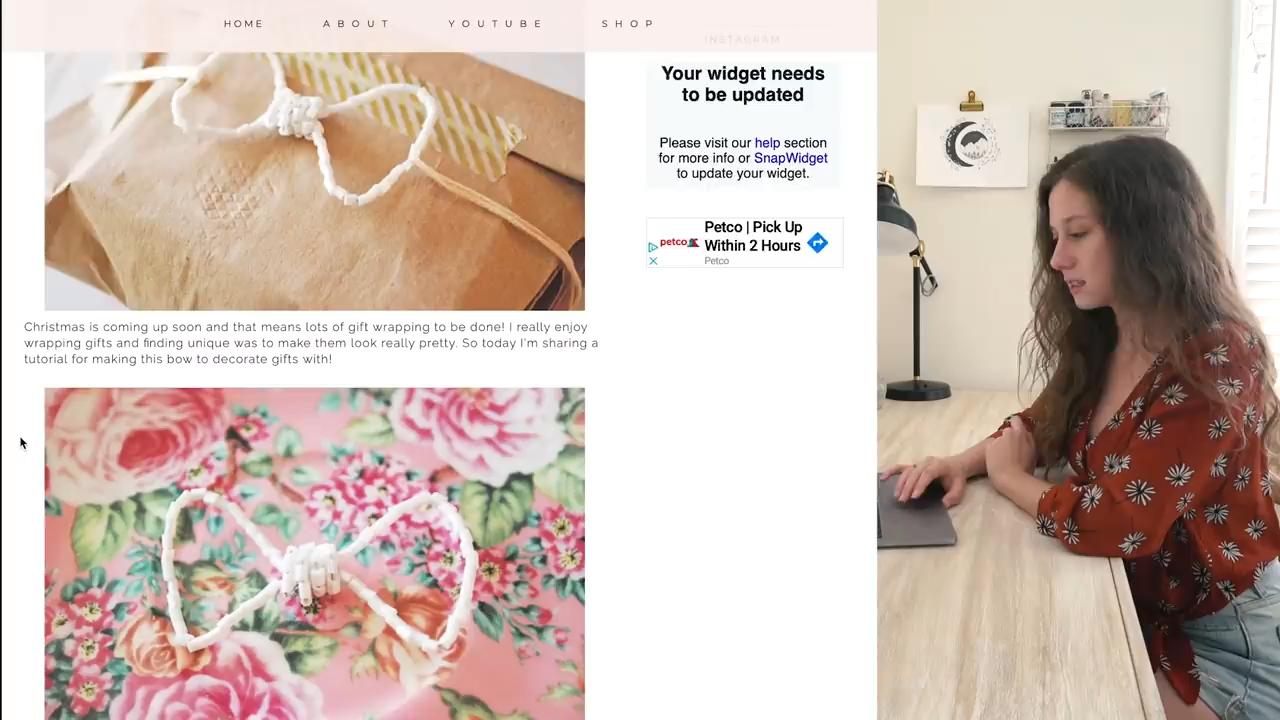 HOME ABOUT YOUTUBE SHOP
INSTAGRAM
Your widget needs
to be updated
Please visit our help section
for more info or SnapWidget
to update your widget.
petco
Petco | Pick Up
Within 2 Hours
Petco
Christmas is coming up soon and that means lots of gift wrapping to be done! I really enjoy
wrapping gifts and finding unique was to make them look really pretty. So today I'm sharing a
tutorial for making this bow to decorate gifts with!